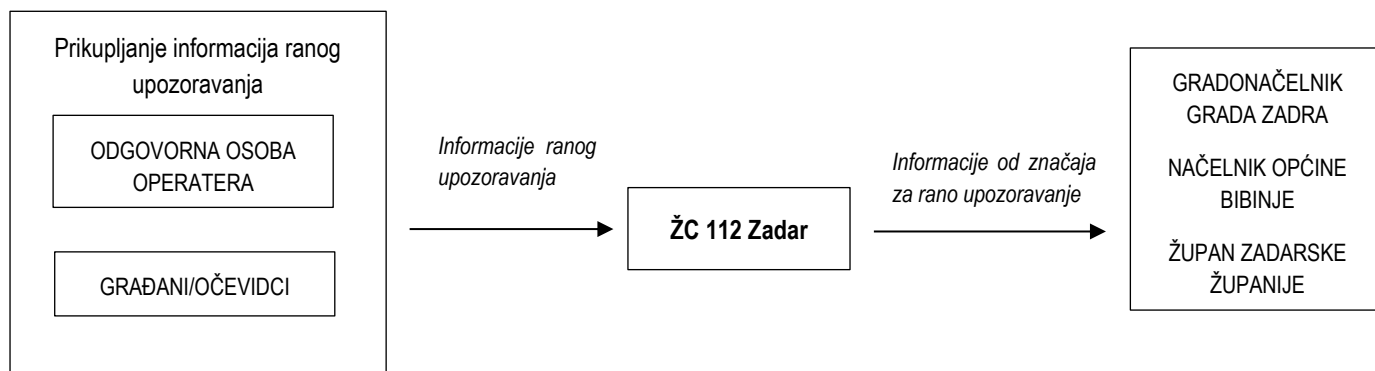 Prikupljanje informacija ranog
upozoravanja
ODGOVORNA OSOBA
OPERATERA
GRAĐANI/OČEVIDCI
Informacije ranog
upozoravanja
ŽC 112 Zadar
Informacije od značaja
za rano upozoravanje
GRADONAČELNIK
GRADA ZADRA
NAČELNIK OPĆINE
BIBINJE
ŽUPAN ZADARSKE
ŽUPANIJE